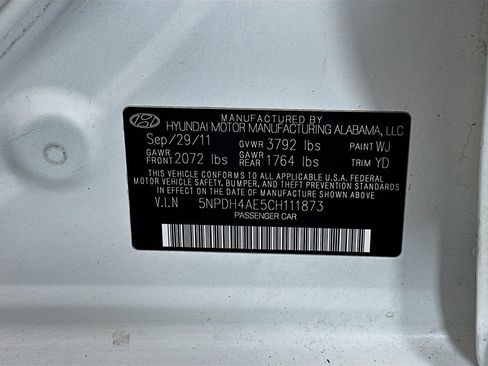 MANUFACTURED BY
HYUNDAI MOTOR MANUFACTURING ALABAMA, LLC
Sep/29/11 GVWR 3792 lbs PAINT WJ
GAWR FRONT 2072 lbs GAWR REAR 1764 lbs TRIM YD
THIS VEHICLE CONFORMS TO ALL APPLICABLE U.S.A. FEDERAL
MOTOR VEHICLE SAFETY, BUMPER, AND THEFT PREVENTION STANDARDS
IN EFFECT ON THE DATE OF MANUFACTURE SHOWN ABOVE.
V.I.N 5NPDH4AE5CH111873
PASSENGER CAR